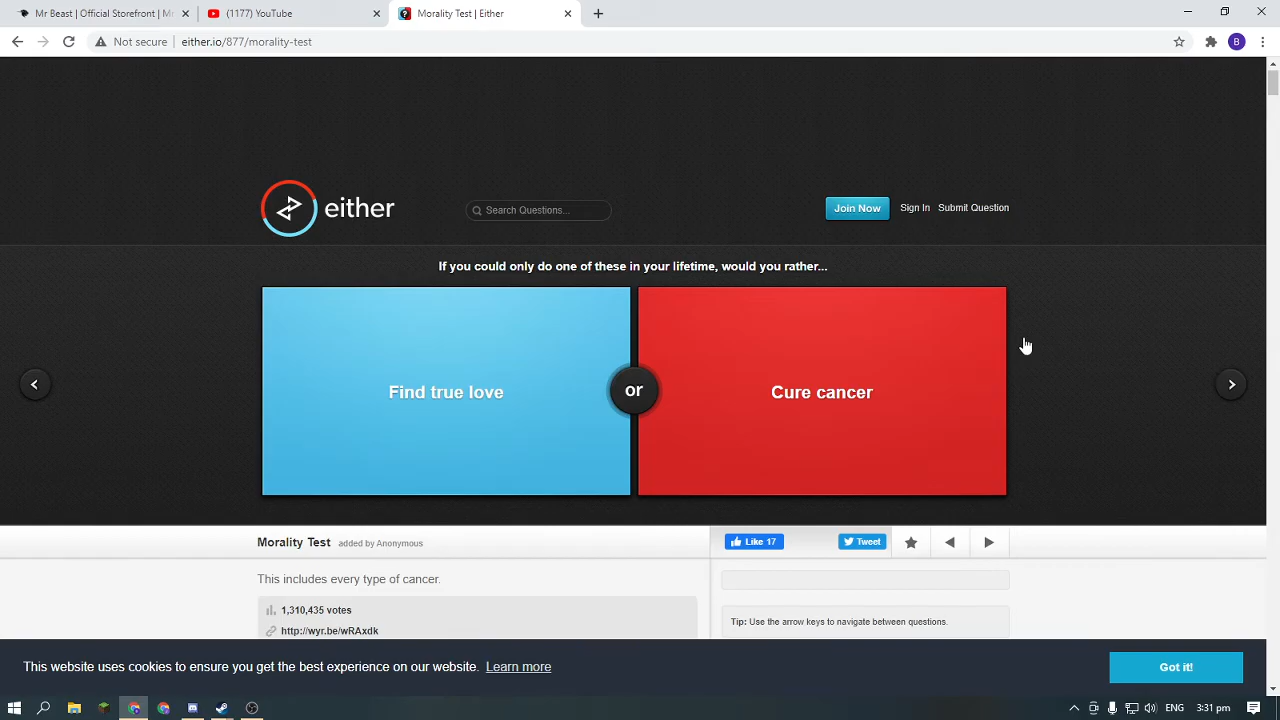 Mr Beast | Official Storefront | Mr
(1177) YouTube
Morality Test | Either
Not secure
either.io/877/morality-test
B
either
Search Questions...
Join Now
Sign In
Submit Question
If you could only do one of these in your lifetime, would you rather...
Find true love
or
Cure cancer
Morality Test added by Anonymous
Like 17
Tweet
This includes every type of cancer.
1,310,435 votes
http://wyr.be/wRAxdk
Tip: Use the arrow keys to navigate between questions.
This website uses cookies to ensure you get the best experience on our website. Learn more
Got it!
ENG
3:31 pm